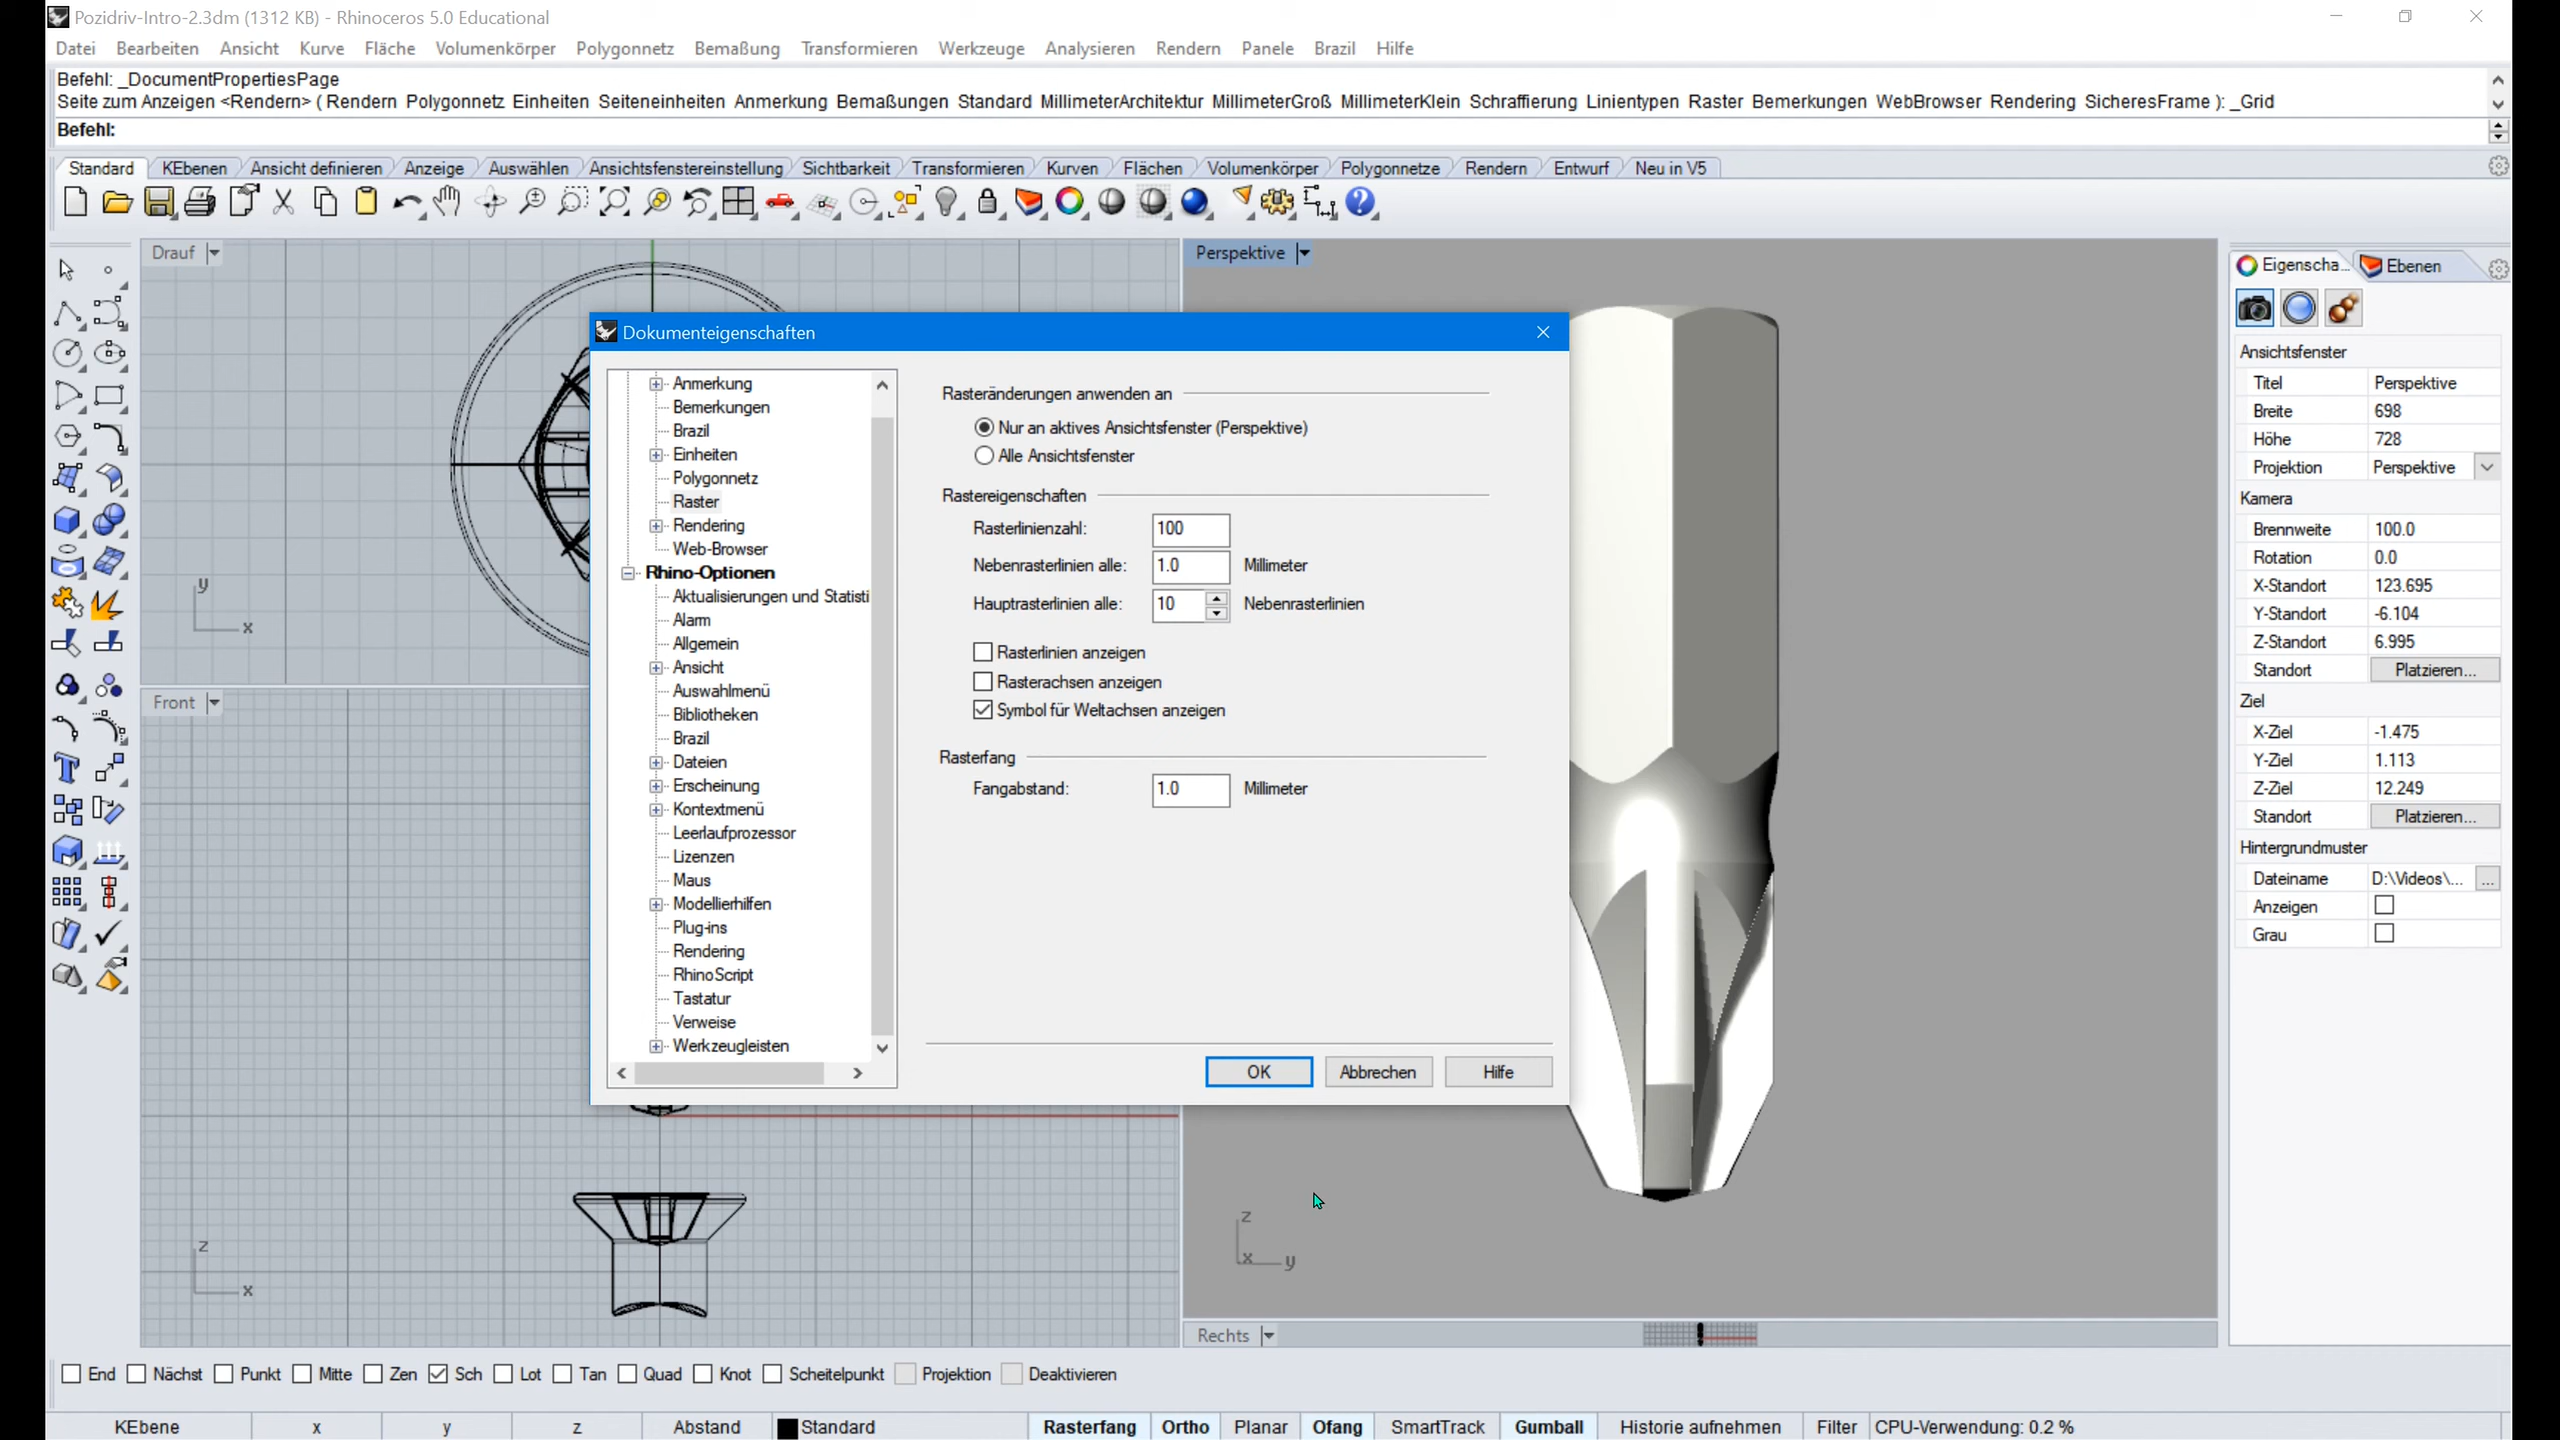 Pozidriv-Intro-2.3dm (1312 KB) - Rhinoceros 5.0 Educational
Datei Bearbeiten Ansicht Kurve Fläche Volumenkörper Polygonnetz Bemaßung Transformieren Werkzeuge Analysieren Rendern Panele Brazil Hilfe
Befehl: _DocumentPropertiesPage
Seite zum Anzeigen <Rendern> ( Rendern Polygonnetz Einheiten Seiteneinheiten Anmerkung Bemaßungen Standard MillimeterArchitektur MillimeterGroß MillimeterKlein Schraffierung Linientypen Raster Bemerkungen WebBrowser Rendering SicheresFrame ): _Grid
Befehl:
Standard KEbenen Ansicht definieren Anzeige Auswählen Ansichtsfenstereinstellung Sichtbarkeit Transformieren Kurven Flächen Volumenkörper Polygonnetze Rendern Entwurf Neu in V5
Drauf
Perspektive
y
x
Front
z
x
z
x y
Rechts
Dokumenteigenschaften
Anmerkung
Bemerkungen
Brazil
Einheiten
Polygonnetz
Raster
Rendering
Web-Browser
Rhino-Optionen
Aktualisierungen und Statisti
Alarm
Allgemein
Ansicht
Auswahlmenü
Bibliotheken
Brazil
Dateien
Erscheinung
Kontextmenü
Leerlaufprozessor
Lizenzen
Maus
Modellierhilfen
Plug-ins
Rendering
RhinoScript
Tastatur
Verweise
Werkzeugleisten
Rasteränderungen anwenden an
Nur an aktives Ansichtsfenster (Perspektive)
Alle Ansichtsfenster
Rastereigenschaften
Rasterlinienzahl: 100
Nebenrasterlinien alle: 1.0 Millimeter
Hauptrasterlinien alle: 10 Nebenrasterlinien
Rasterlinien anzeigen
Rasterachsen anzeigen
Symbol für Weltachsen anzeigen
Rasterfang
Fangabstand: 1.0 Millimeter
OK Abbrechen Hilfe
Eigenscha... Ebenen
Ansichtsfenster
Titel Perspektive
Breite 698
Höhe 728
Projektion Perspektive
Kamera
Brennweite 100.0
Rotation 0.0
X-Standort 123.695
Y-Standort -6.104
Z-Standort 6.995
Standort Platzieren...
Ziel
X-Ziel -1.475
Y-Ziel 1.113
Z-Ziel 12.249
Standort Platzieren...
Hintergrundmuster
Dateiname D:\Videos\... ...
Anzeigen
Grau
End Nächst Punkt Mitte Zen Sch Lot Tan Quad Knot Scheitelpunkt Projektion Deaktivieren
KEbene x y z Abstand Standard Rasterfang Ortho Planar Ofang SmartTrack Gumball Historie aufnehmen Filter CPU-Verwendung: 0.2 %